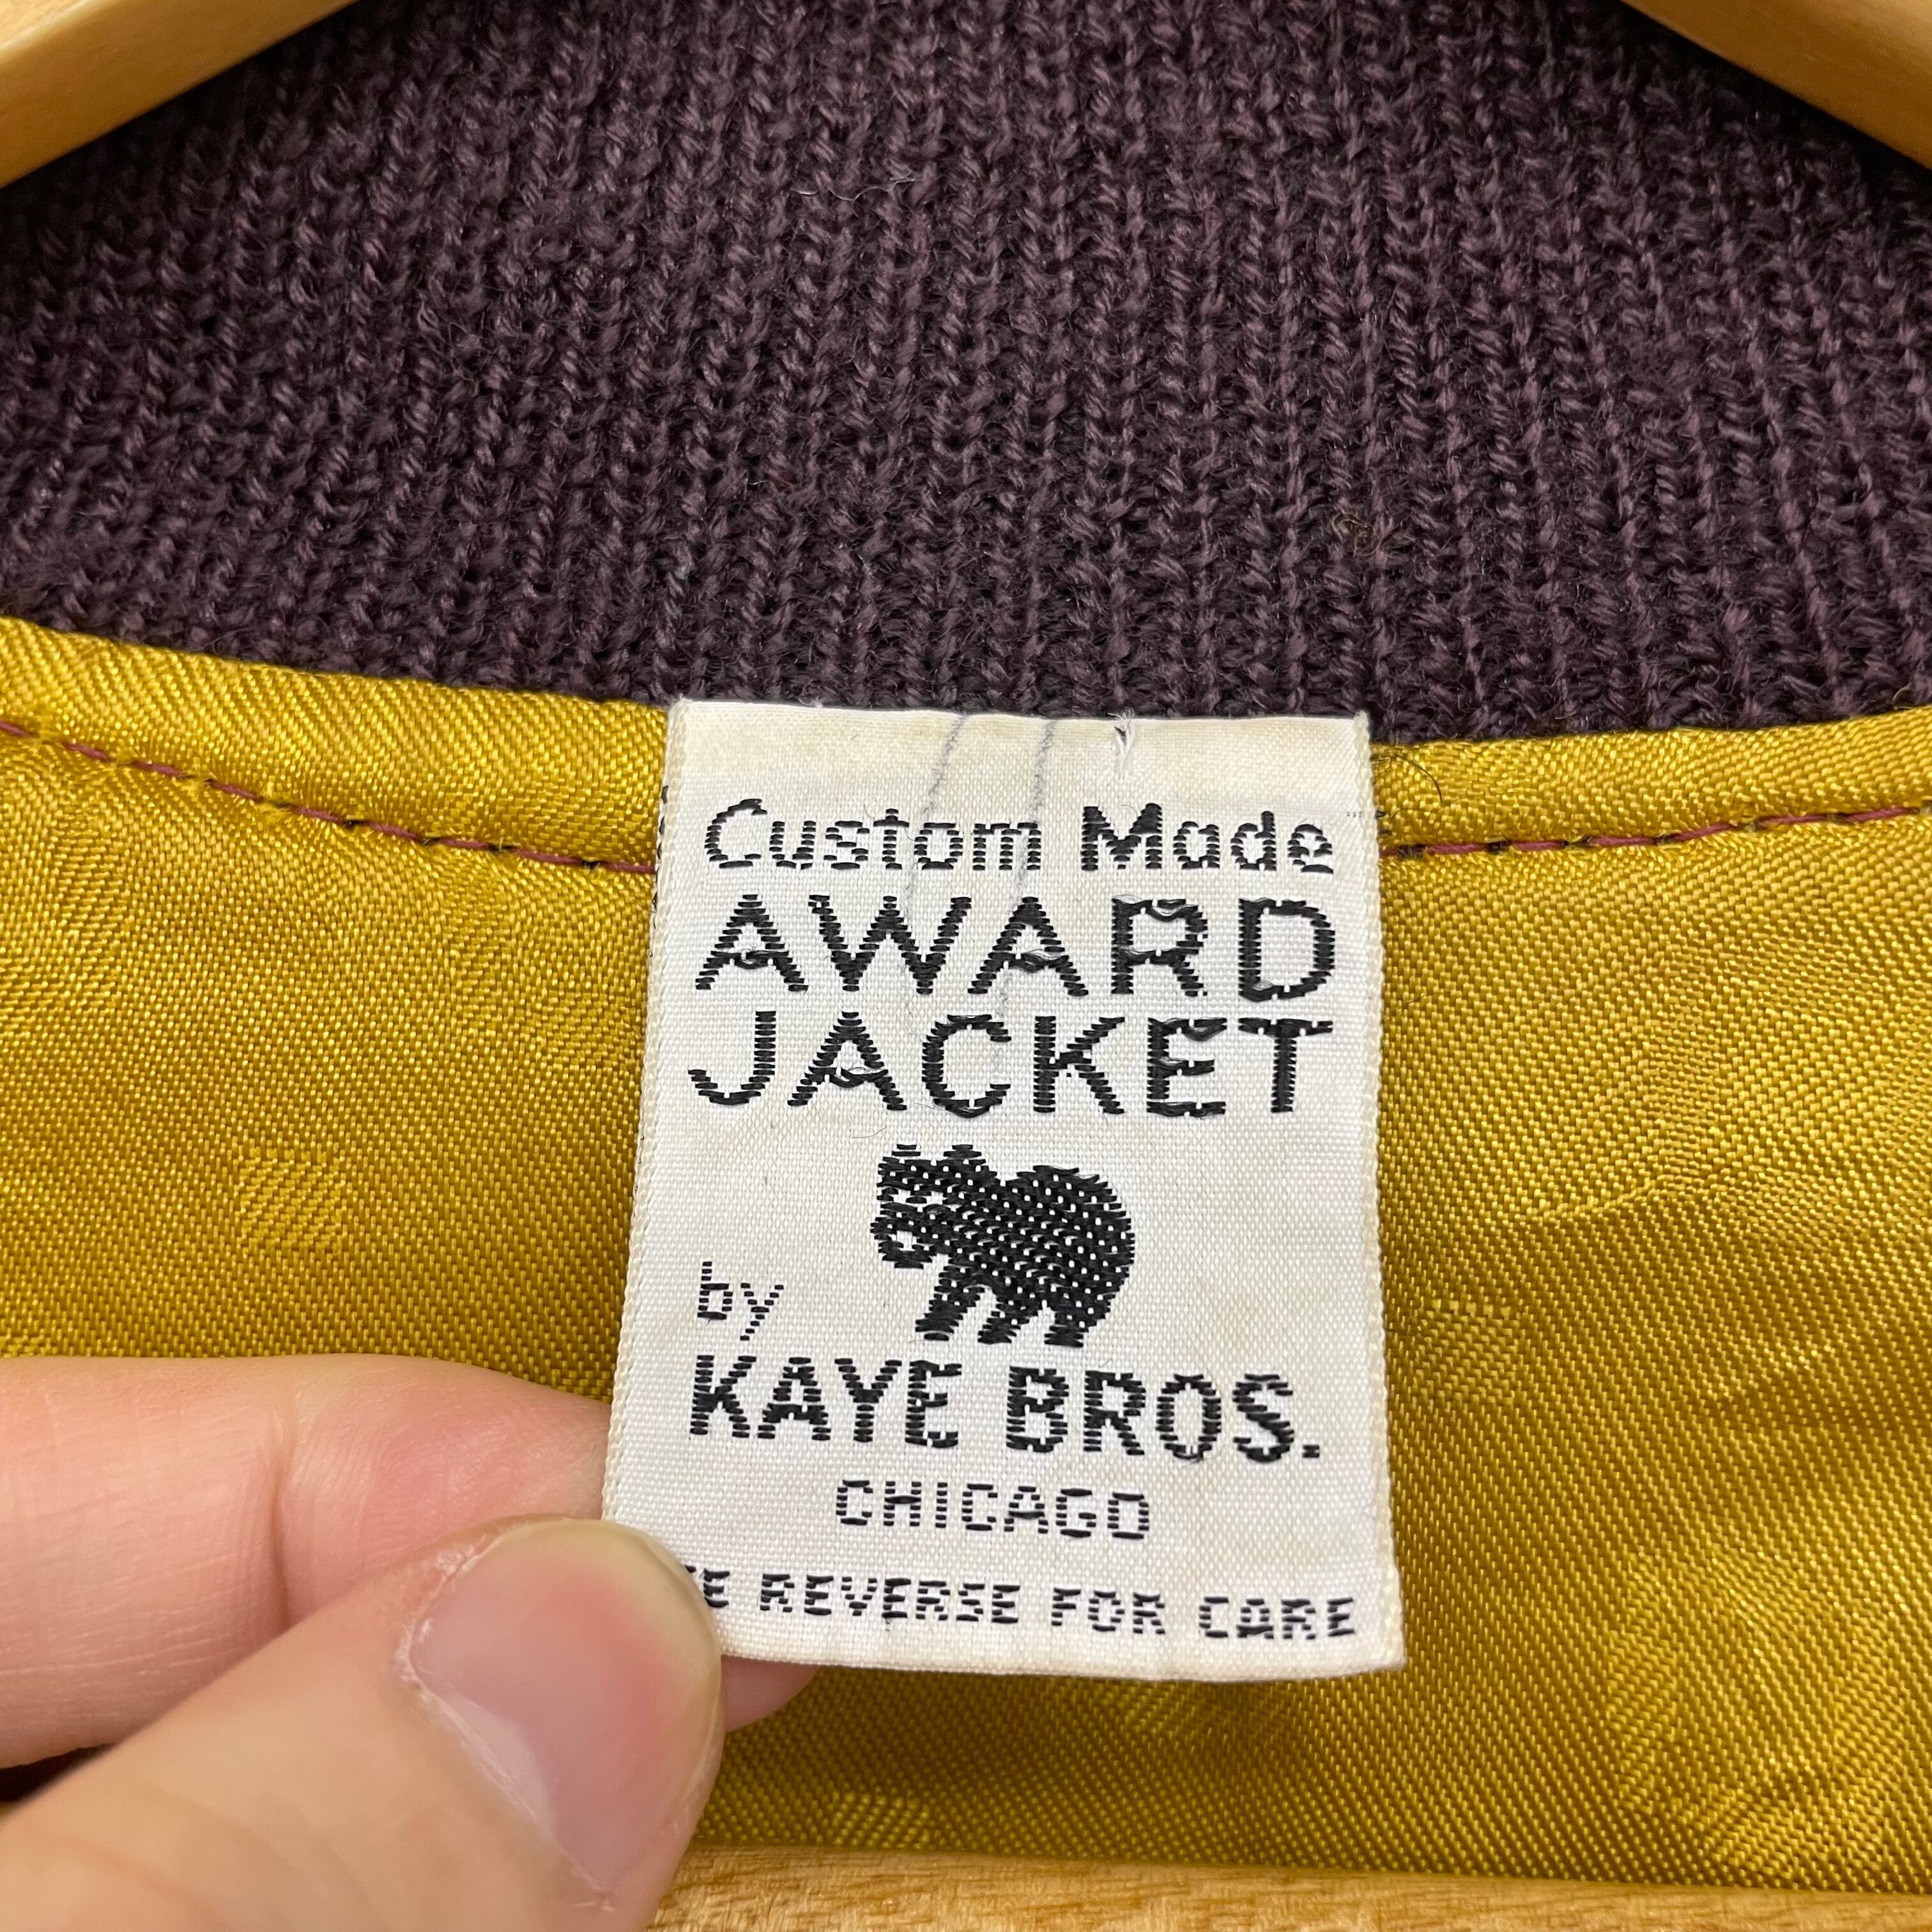 Custom Made
AWARD
JACKET
by
KAYE BROS.
CHICAGO
REVERSE FOR CARE